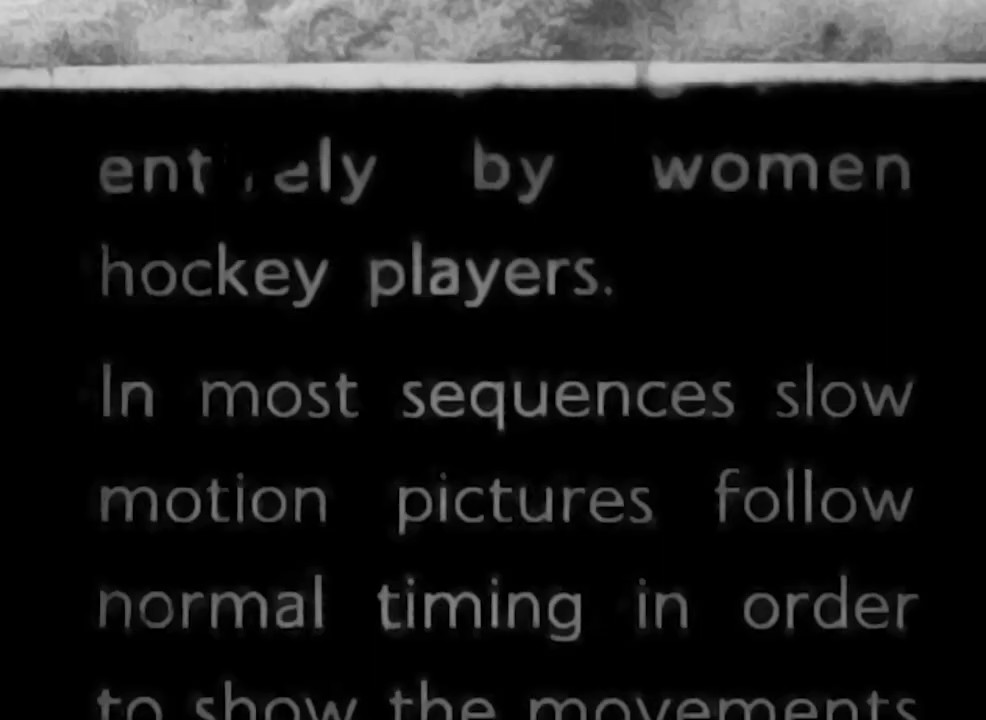 entirely by women
hockey players.
In most sequences slow
motion pictures follow
normal timing in order
to show the movements